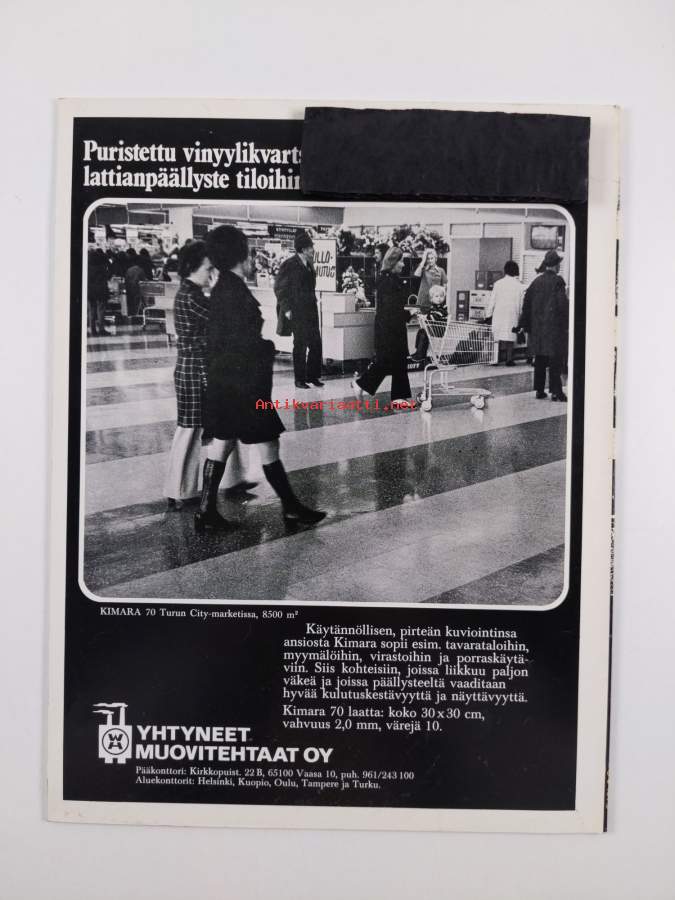 Puristettu vinyylikvarts
lattianpäällyste tiloihin
Antikvariaatti.net
KIMARA 70 Turun City-marketissa, 8500 m²
Käytännöllisen, pirteän kuviointinsa
ansiosta Kimara sopii esim. tavarataloihin,
myymälöihin, virastoihin ja porraskäytä-
viin. Siis kohteisiin, joissa liikkuu paljon
väkeä ja joissa päällysteeltä vaaditaan
hyvää kulutuskestävyyttä ja näyttävyyttä.
Kimara 70 laatta: koko 30 x 30 cm,
vahvuus 2,0 mm, värejä 10.
YHTYNEET
MUOVITEHTAAT OY
Pääkonttori: Kirkkopuist. 22 B, 65100 Vaasa 10, puh. 961/243 100
Aluekonttorit: Helsinki, Kuopio, Oulu, Tampere ja Turku.